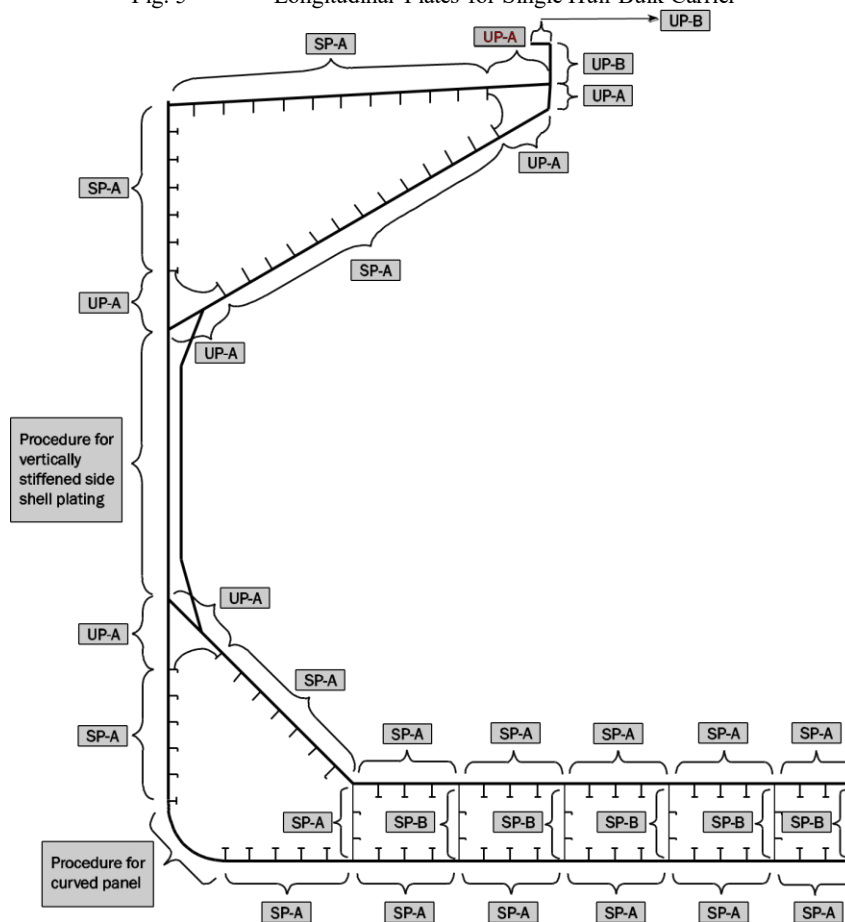 Fig. 5 Longitudinal Plates for Single Hull Bulk Carrier
UP-B
SP-A
UP-A
UP-B
UP-A
UP-A
SP-A
SP-A
UP-A
UP-A
Procedure for
vertically
stiffened side
shell plating
UP-A
UP-A
SP-A
SP-A
SP-A
SP-A
SP-A
SP-A
SP-A
SP-A
SP-B
SP-B
SP-B
SP-B
SP-B
Procedure for
curved panel
SP-A
SP-A
SP-A
SP-A
SP-A
SP-A